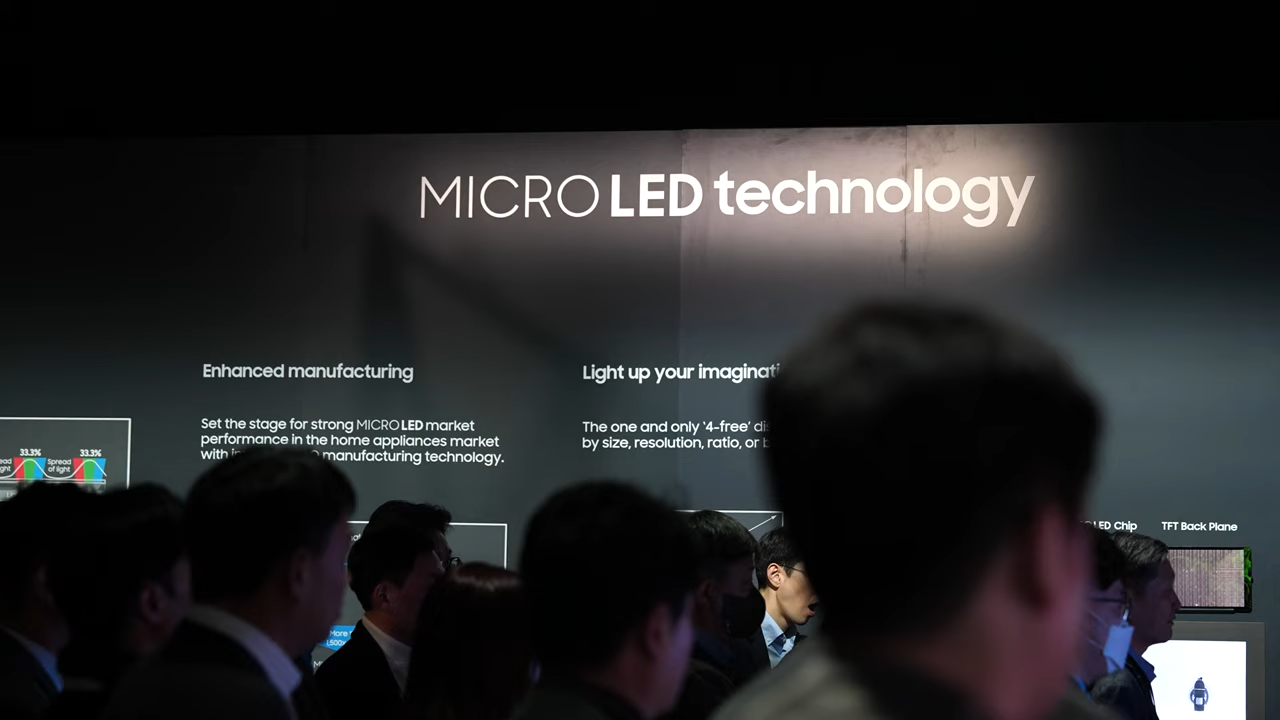 MICRO LED technology
Enhanced manufacturing
Set the stage for strong MICRO LED market
performance in the home appliances market
with manufacturing technology.
Light up your
The one and only ‘4-free’
by size, resolution, ratio, or
33.3% 33.3%
Spread
of light
More
LED Chip
TFT Back Plane